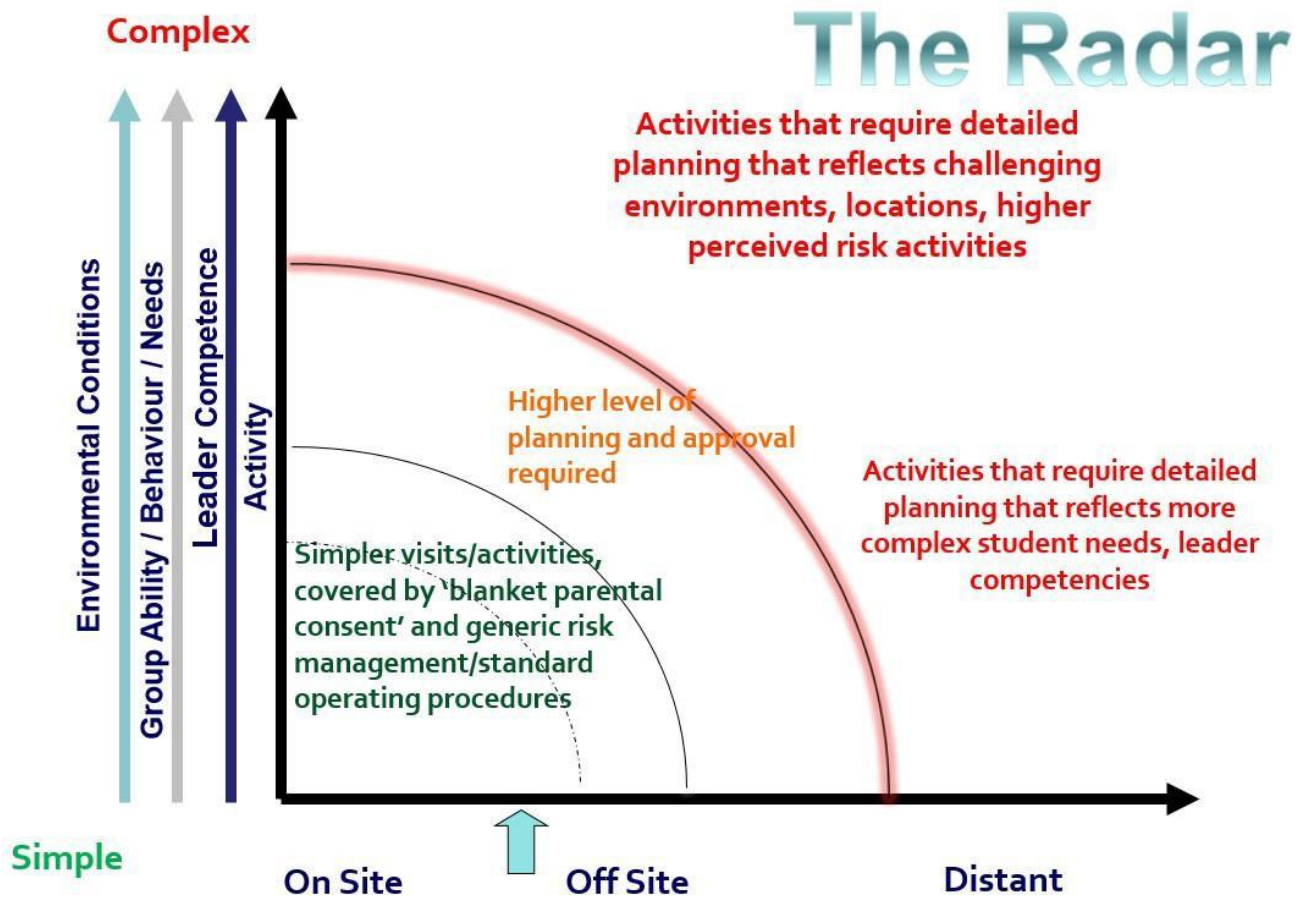 The Radar
Complex
Activities that require detailed
planning that reflects challenging
environments, locations, higher
perceived risk activities
Environmental Conditions
Group Ability / Behaviour / Needs
Leader Competence
Activity
Higher level of
planning and approval
required
Activities that require detailed
planning that reflects more
complex student needs, leader
competencies
Simpler visits/activities,
covered by ‘blanket parental
consent’ and generic risk
management/standard
operating procedures
Simple
On Site
Off Site
Distant